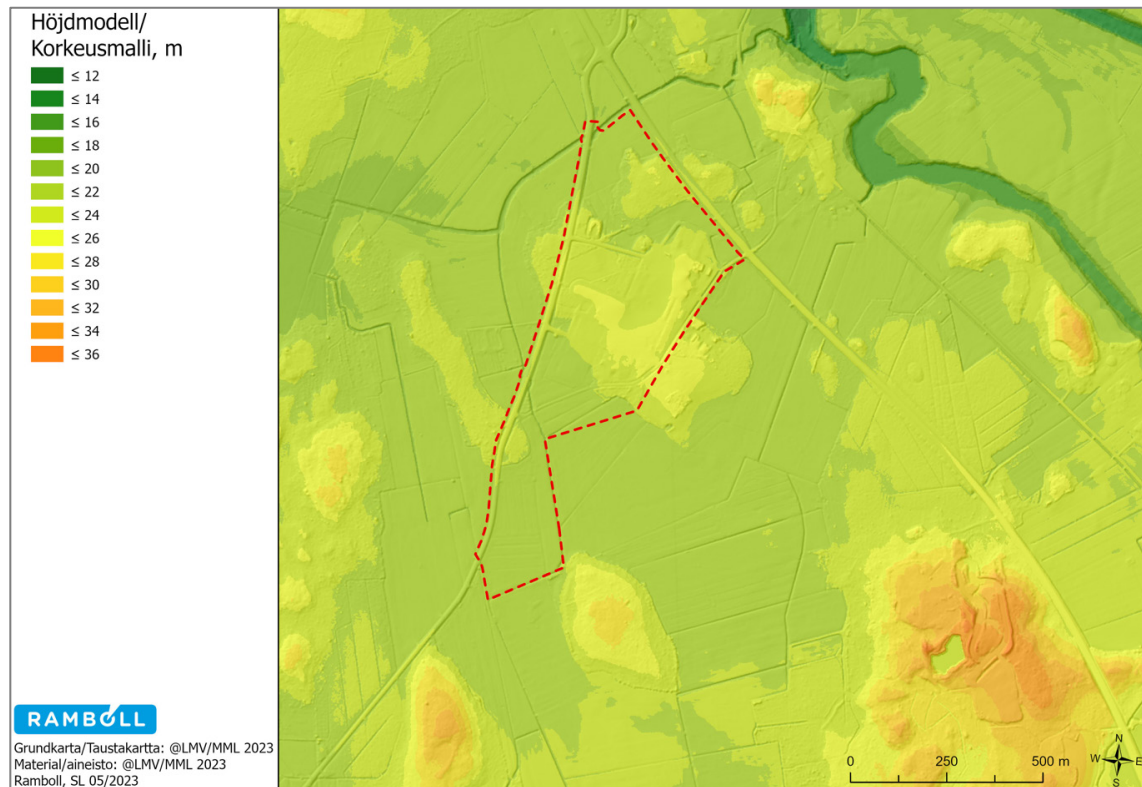 Höjdmodell/
Korkeusmalli, m
≤ 12
≤ 14
≤ 16
≤ 18
≤ 20
≤ 22
≤ 24
≤ 26
≤ 28
≤ 30
≤ 32
≤ 34
≤ 36
RAMBOLL
Grundkarta/Taustakartta: @LMV/MML 2023
Material/aineisto: @LMV/MML 2023
Ramboll, SL 05/2023
0 250 500 m
N
W E
S